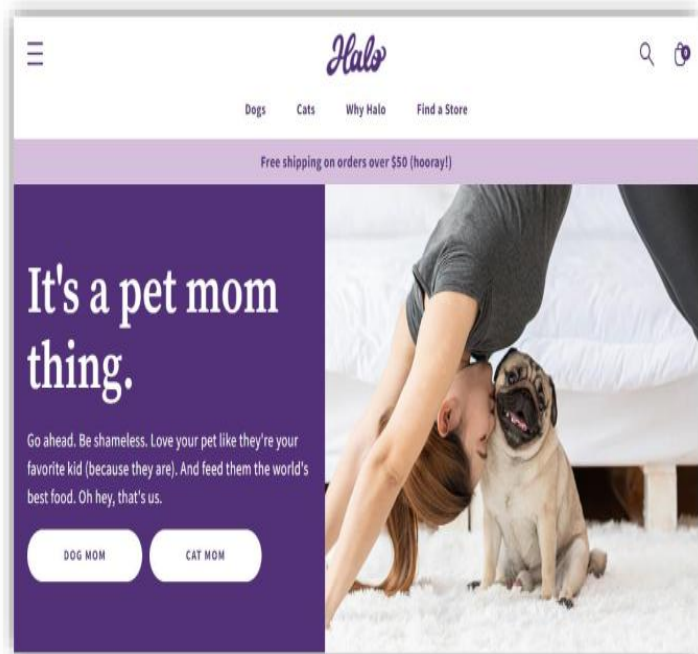 Halo
0
Dogs Cats Why Halo Find a Store
Free shipping on orders over $50 (hooray!)
It's a pet mom
thing.
Go ahead. Be shameless. Love your pet like they're your
favorite kid (because they are). And feed them the world's
best food. Oh hey, that's us.
DOG MOM CAT MOM